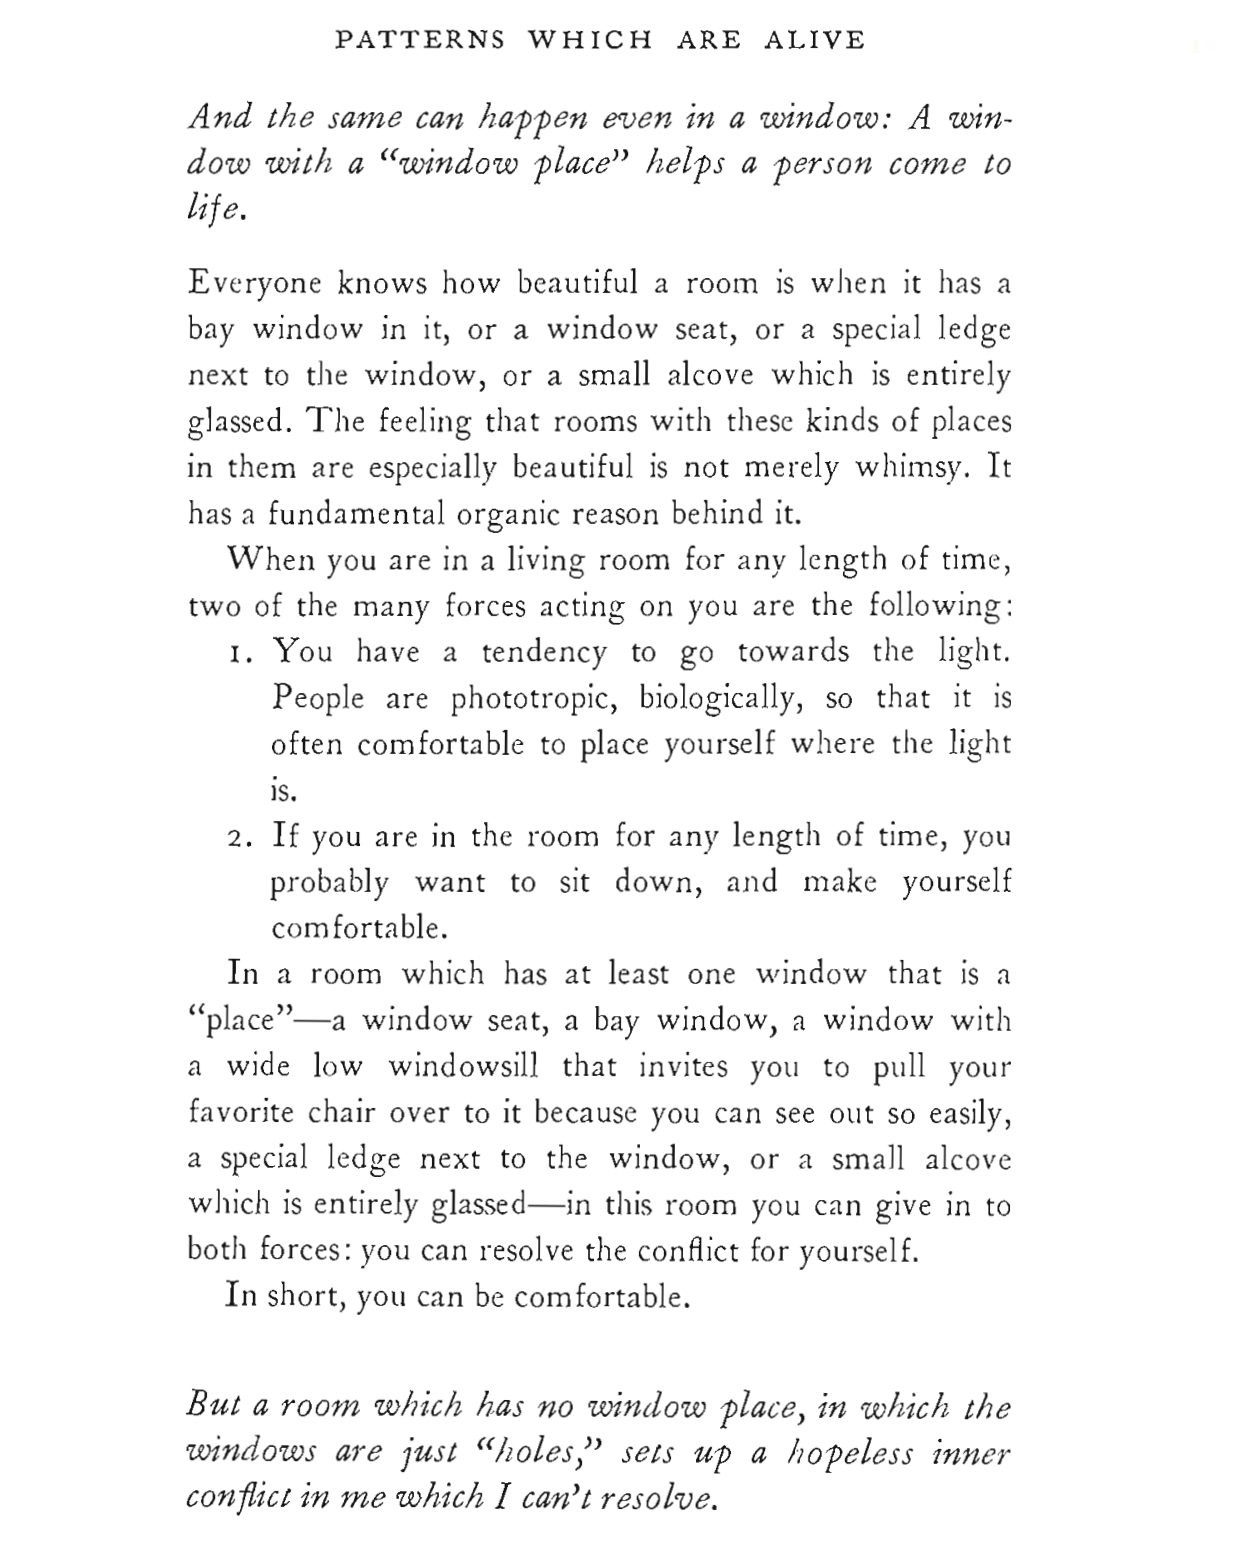 PATTERNS WHICH ARE ALIVE
And the same can happen even in a window: A win-
dow with a “window place” helps a person come to
life.
Everyone knows how beautiful a room is when it has a
bay window in it, or a window seat, or a special ledge
next to the window, or a small alcove which is entirely
glassed. The feeling that rooms with these kinds of places
in them are especially beautiful is not merely whimsy. It
has a fundamental organic reason behind it.
When you are in a living room for any length of time,
two of the many forces acting on you are the following:
1. You have a tendency to go towards the light.
People are phototropic, biologically, so that it is
often comfortable to place yourself where the light
is.
2. If you are in the room for any length of time, you
probably want to sit down, and make yourself
comfortable.
In a room which has at least one window that is a
“place”—a window seat, a bay window, a window with
a wide low windowsill that invites you to pull your
favorite chair over to it because you can see out so easily,
a special ledge next to the window, or a small alcove
which is entirely glassed—in this room you can give in to
both forces: you can resolve the conflict for yourself.
In short, you can be comfortable.
But a room which has no window place, in which the
windows are just “holes,” sets up a hopeless inner
conflict in me which I can’t resolve.